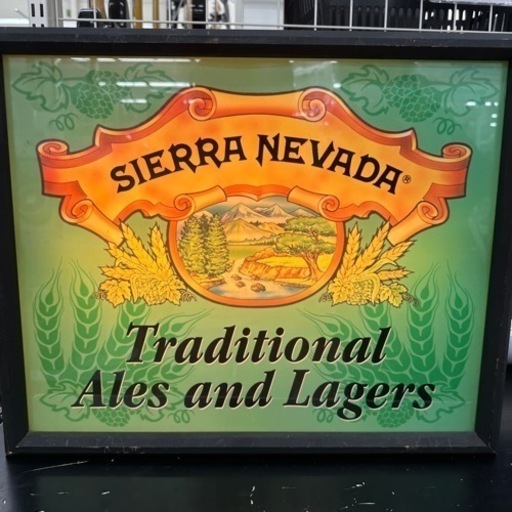 SIERRA NEVADA®
Traditional
Ales and Lagers